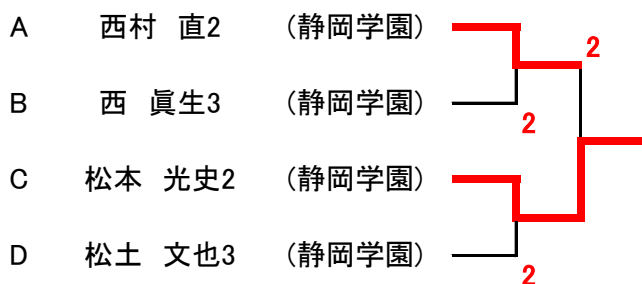 A 西村 直2 (静岡学園)
2
B 西 眞生3 (静岡学園)
2
C 松本 光史2 (静岡学園)
D 松土 文也3 (静岡学園)
2